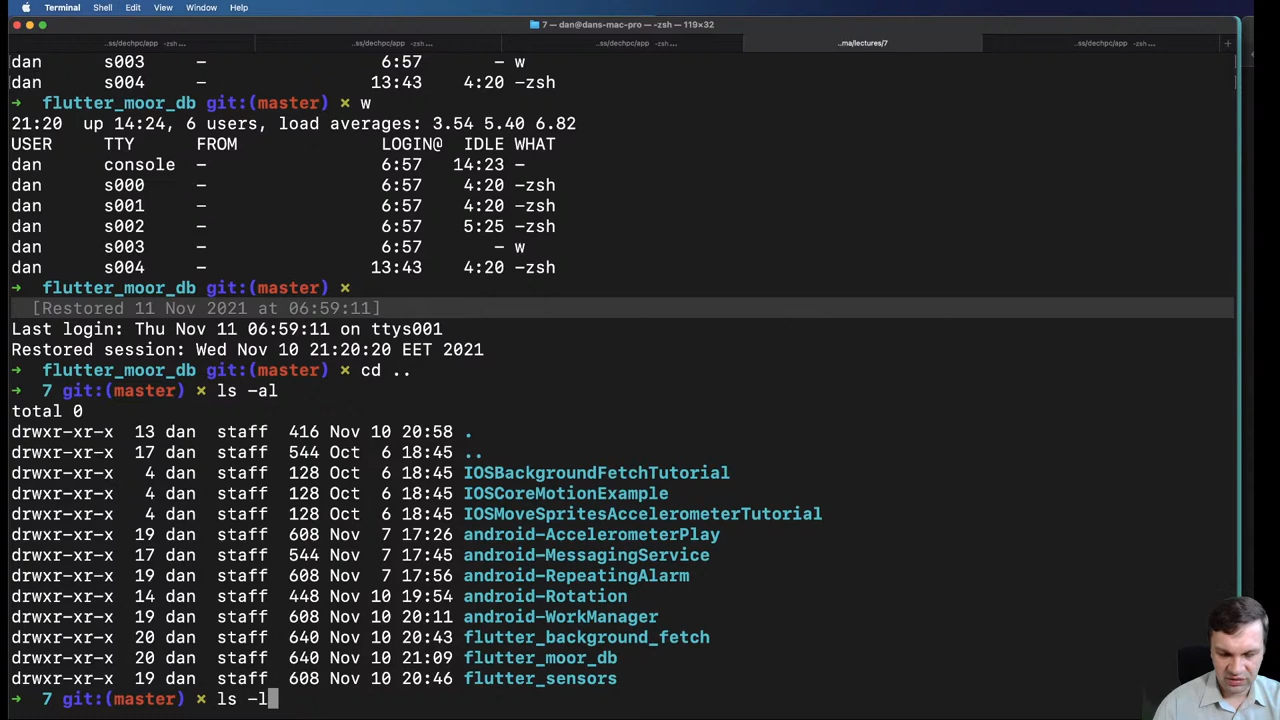 Terminal Shell Edit View Window Help
7 — dan@dans-mac-pro — -zsh — 119×32
..ss/dechpc/app -zsh ... ..ss/dechpc/app -zsh ... ..ss/dechpc/app -zsh ... ..ma/lectures/7 ..ss/dechpc/app -zsh ... +
dan s003 - 6:57 - w
dan s004 - 13:43 4:20 -zsh
→ flutter_moor_db git:(master) × w
21:20 up 14:24, 6 users, load averages: 3.54 5.40 6.82
USER TTY FROM LOGIN@ IDLE WHAT
dan console - 6:57 14:23 -
dan s000 - 6:57 4:20 -zsh
dan s001 - 6:57 4:20 -zsh
dan s002 - 6:57 5:25 -zsh
dan s003 - 6:57 - w
dan s004 - 13:43 4:20 -zsh
→ flutter_moor_db git:(master) ×
[Restored 11 Nov 2021 at 06:59:11]
Last login: Thu Nov 11 06:59:11 on ttys001
Restored session: Wed Nov 10 21:20:20 EET 2021
→ flutter_moor_db git:(master) × cd ..
→ 7 git:(master) × ls -al
total 0
drwxr-xr-x 13 dan staff 416 Nov 10 20:58 .
drwxr-xr-x 17 dan staff 544 Oct 6 18:45 ..
drwxr-xr-x 4 dan staff 128 Oct 6 18:45 IOSBackgroundFetchTutorial
drwxr-xr-x 4 dan staff 128 Oct 6 18:45 IOSCoreMotionExample
drwxr-xr-x 4 dan staff 128 Oct 6 18:45 IOSMoveSpritesAccelerometerTutorial
drwxr-xr-x 19 dan staff 608 Nov 7 17:26 android-AccelerometerPlay
drwxr-xr-x 17 dan staff 544 Nov 7 17:45 android-MessagingService
drwxr-xr-x 19 dan staff 608 Nov 7 17:56 android-RepeatingAlarm
drwxr-xr-x 14 dan staff 448 Nov 10 19:54 android-Rotation
drwxr-xr-x 19 dan staff 608 Nov 10 20:11 android-WorkManager
drwxr-xr-x 20 dan staff 640 Nov 10 20:43 flutter_background_fetch
drwxr-xr-x 20 dan staff 640 Nov 10 21:09 flutter_moor_db
drwxr-xr-x 19 dan staff 608 Nov 10 20:46 flutter_sensors
→ 7 git:(master) × ls -l